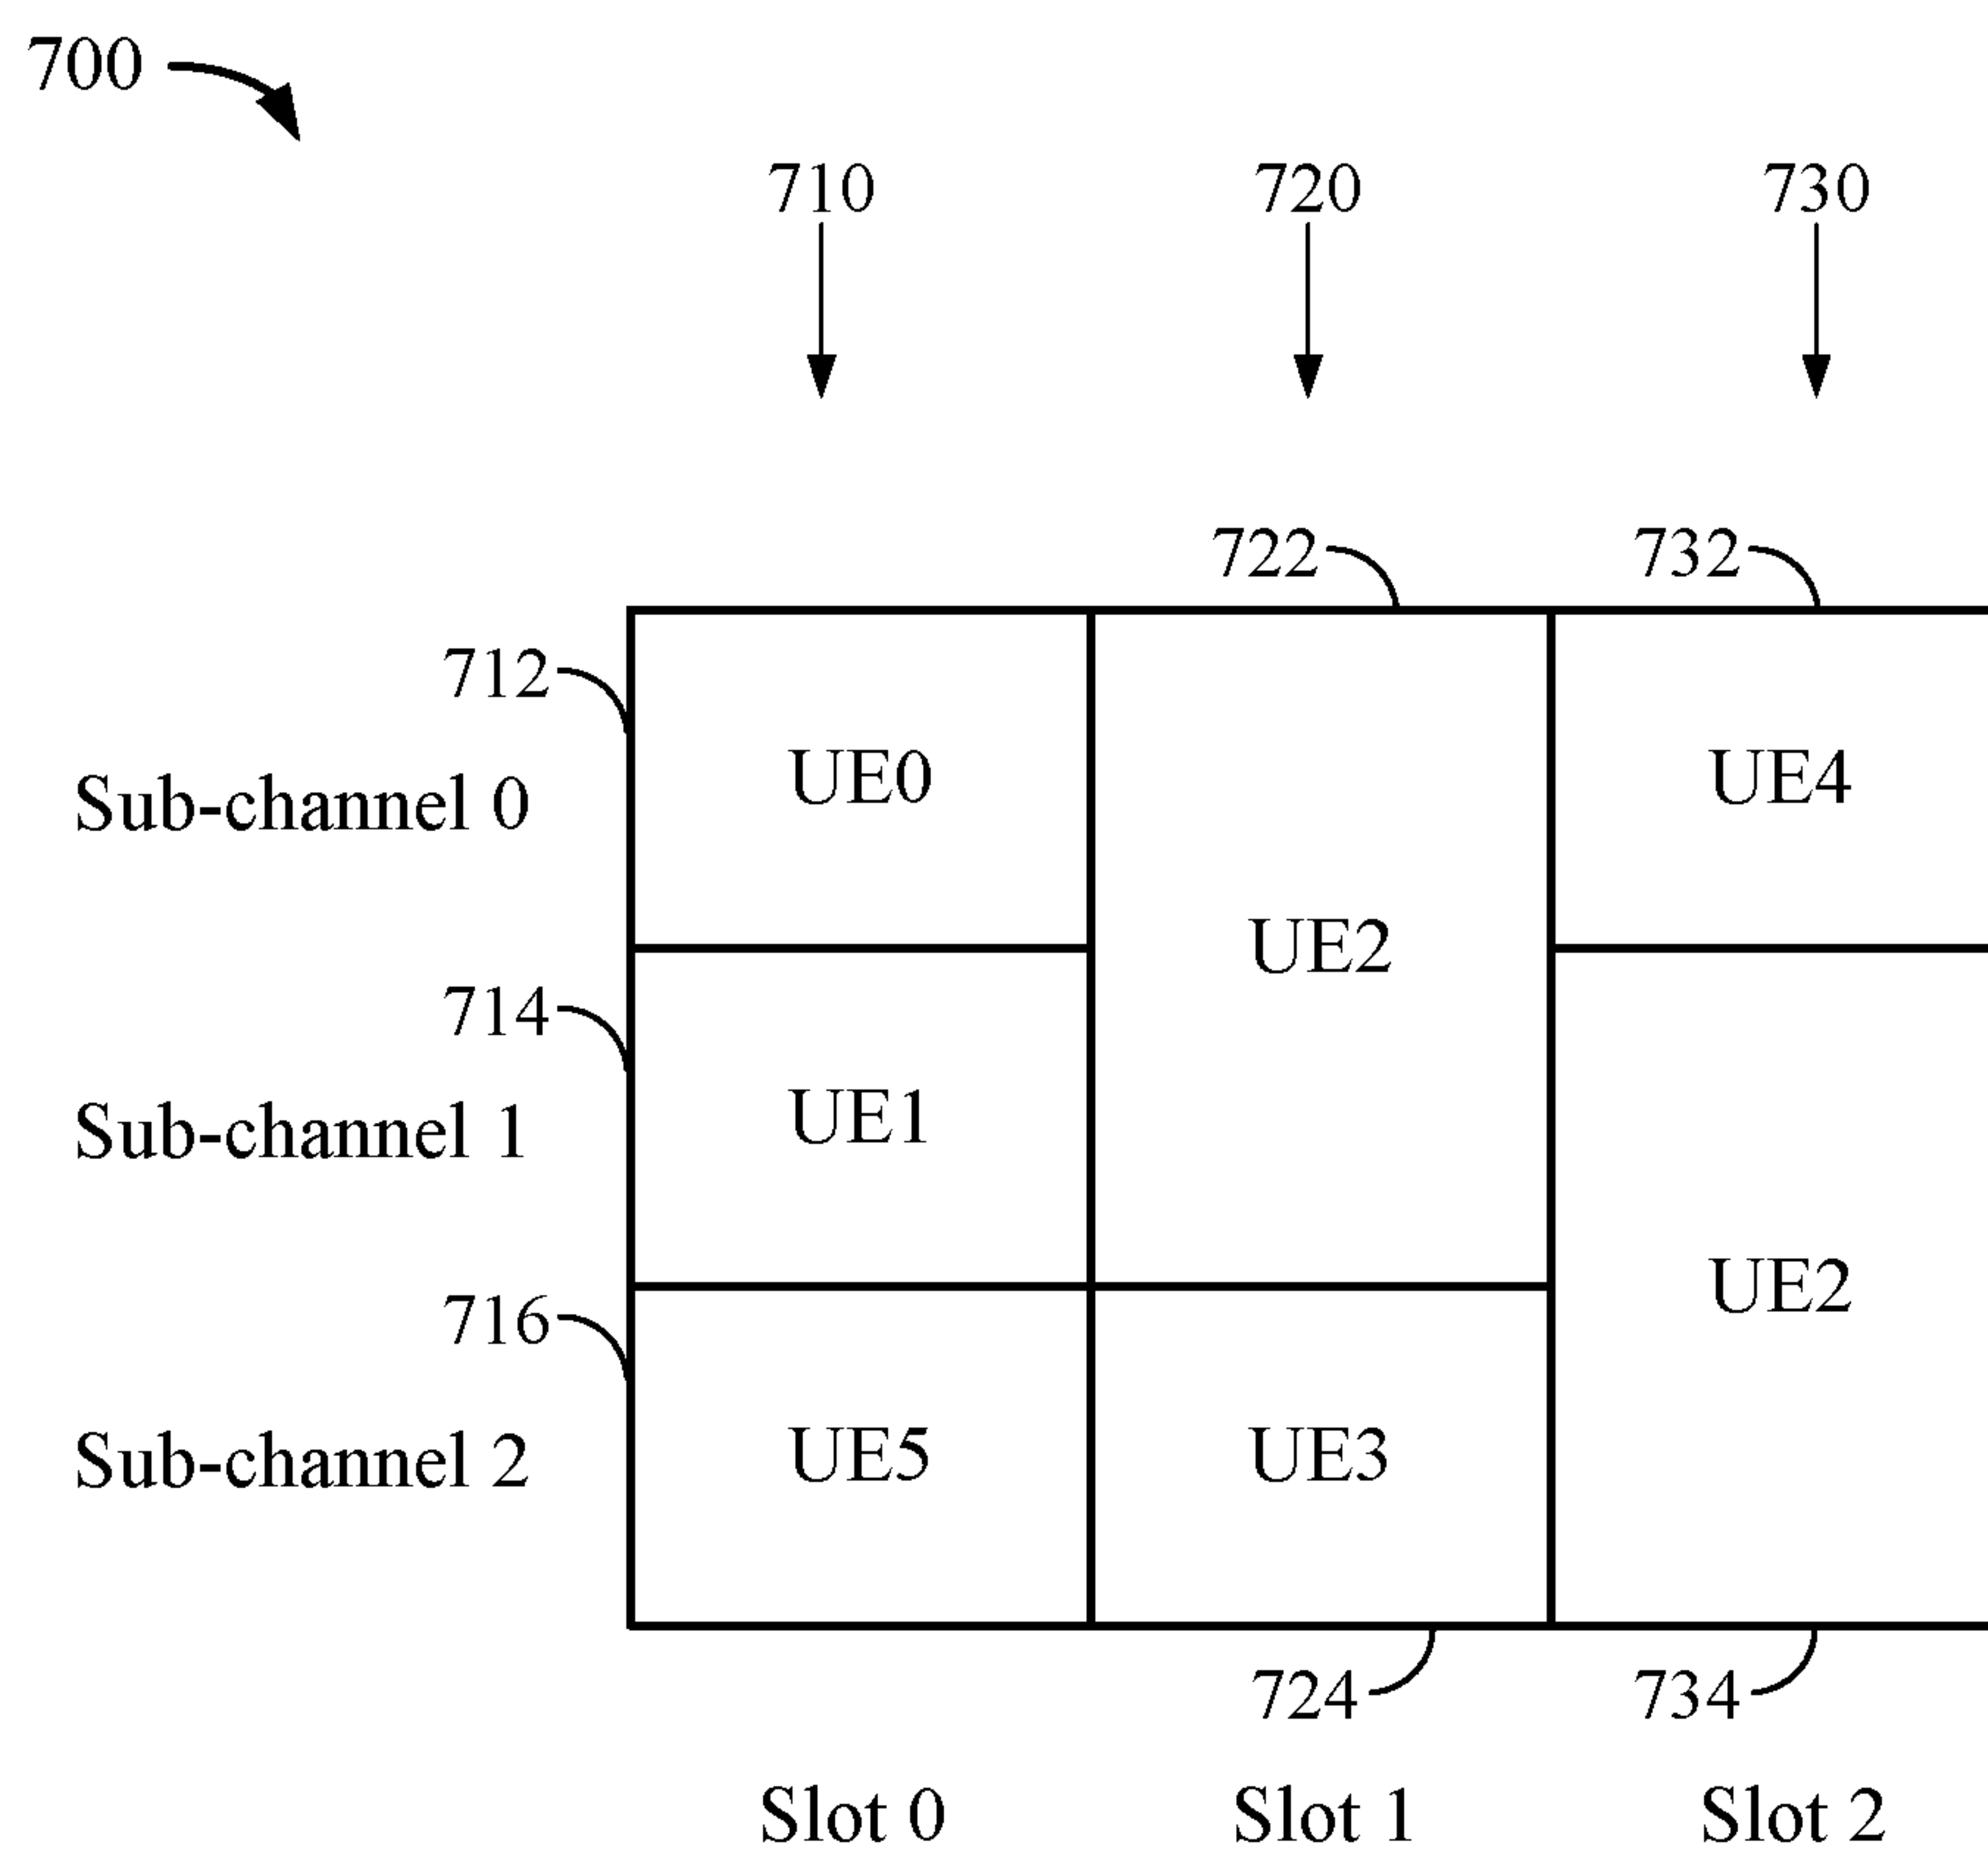 700
710 720 730
722 732
712
UE0 UE4
Sub-channel 0
UE2
714
UE1
Sub-channel 1
UE2
716
UE5 UE3
Sub-channel 2
724 734
Slot 0 Slot 1 Slot 2